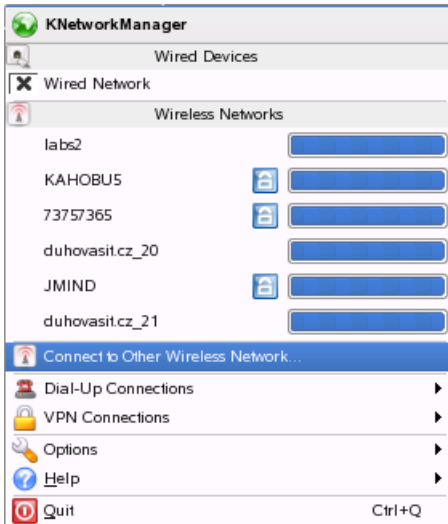 KNetworkManager
Wired Devices
Wired Network
Wireless Networks
labs2
KAHOBU5
73757365
duhovasit.cz_20
JMIND
duhovasit.cz_21
Connect to Other Wireless Network...
Dial-Up Connections
VPN Connections
Options
Help
Quit Ctrl+Q